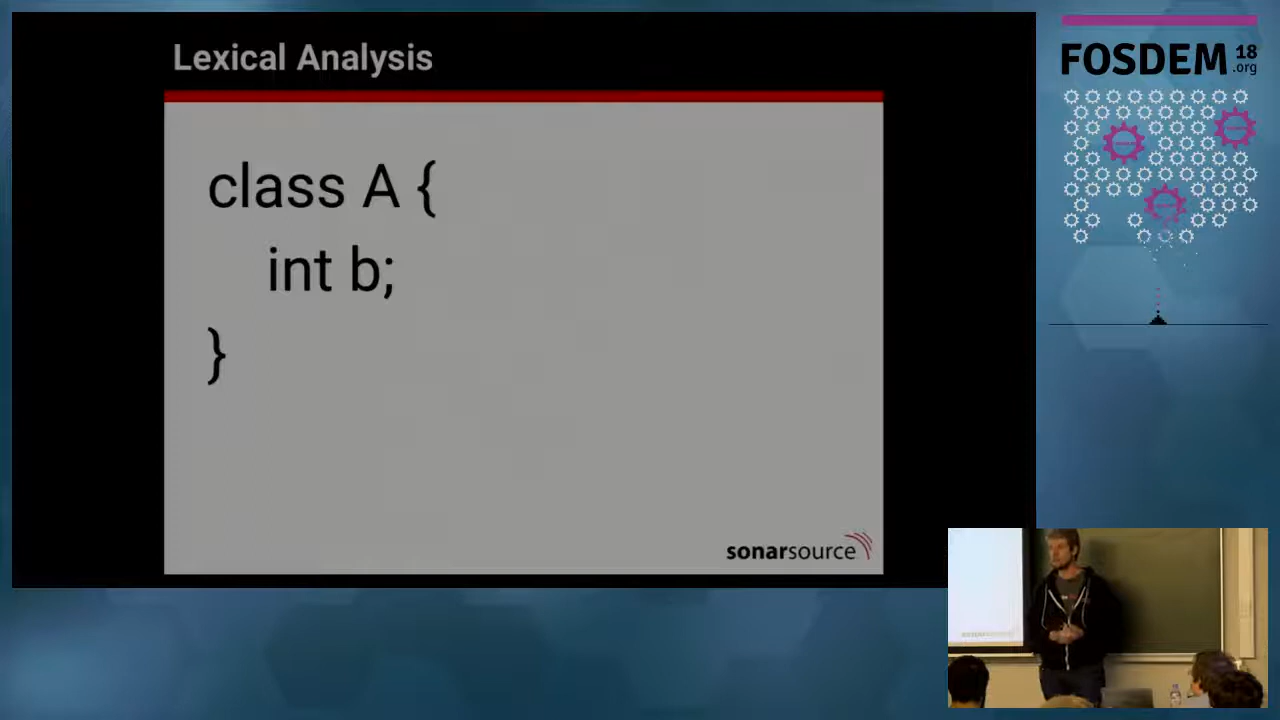 Lexical Analysis
class A {
int b;
}
sonarsource
FOSDEM 18
.org